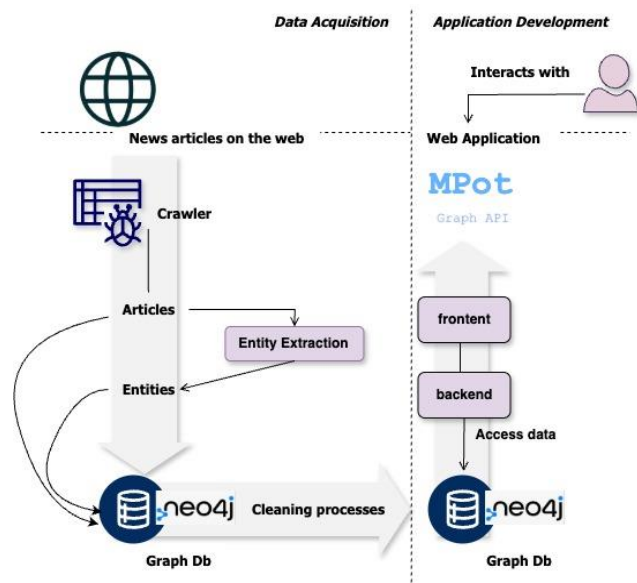 Data Acquisition
Application Development
Interacts with
News articles on the web
Web Application
MPot
Graph API
Crawler
Articles
frontent
Entity Extraction
Entities
backend
Access data
neo4j
Cleaning processes
neo4j
Graph Db
Graph Db